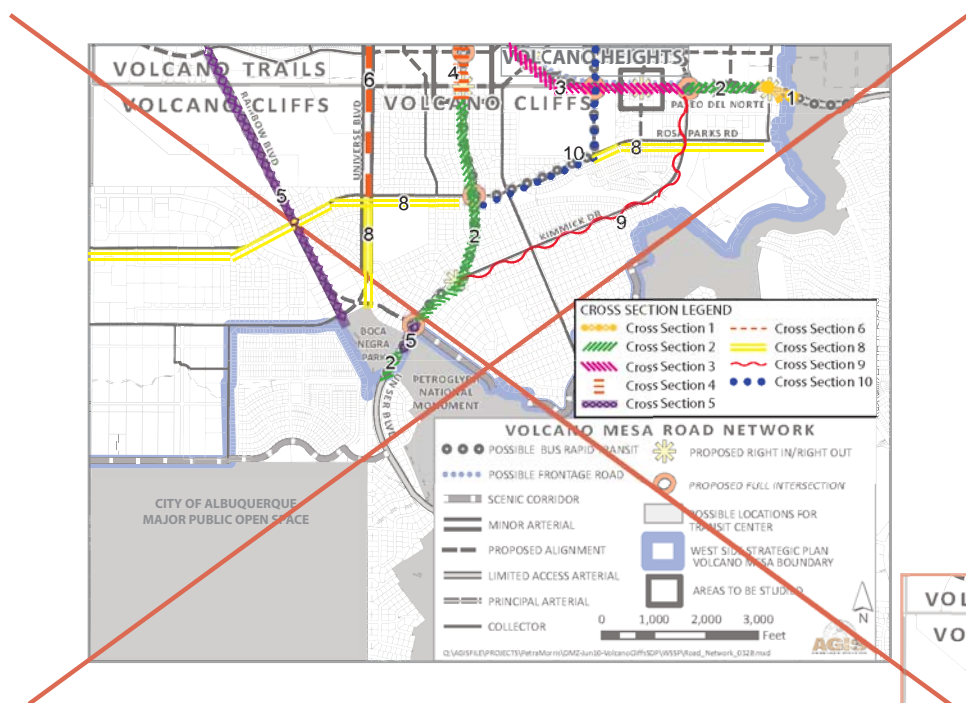 VOLCANO HEIGHTS
VOLCANO TRAILS
6
4
3
2
1
VOLCANO CLIFFS
VOLCANO CLIFFS
PASEO DEL NORTE
RAINBOW BLVD
UNIVERSE BLVD
ROSA PARKS RD
10
8
5
8
9
KIMMICK DR
2
8
BOCA
NEGRA
PARK
5
2
PETROGLYPH
NATIONAL
MONUMENT
UNSER BLVD
CROSS SECTION LEGEND
Cross Section 1
Cross Section 2
Cross Section 3
Cross Section 4
Cross Section 5
Cross Section 6
Cross Section 8
Cross Section 9
Cross Section 10
VOLCANO MESA ROAD NETWORK
POSSIBLE BUS RAPID TRANSIT
POSSIBLE FRONTAGE ROAD
SCENIC CORRIDOR
MINOR ARTERIAL
PROPOSED ALIGNMENT
LIMITED ACCESS ARTERIAL
PRINCIPAL ARTERIAL
COLLECTOR
PROPOSED RIGHT IN/RIGHT OUT
PROPOSED FULL INTERSECTION
POSSIBLE LOCATIONS FOR
TRANSIT CENTER
WEST SIDE STRATEGIC PLAN
VOLCANO MESA BOUNDARY
AREAS TO BE STUDIED
N
0 1,000 2,000 3,000
Feet
AGIS
CITY OF ALBUQUERQUE
MAJOR PUBLIC OPEN SPACE
VOL
VO